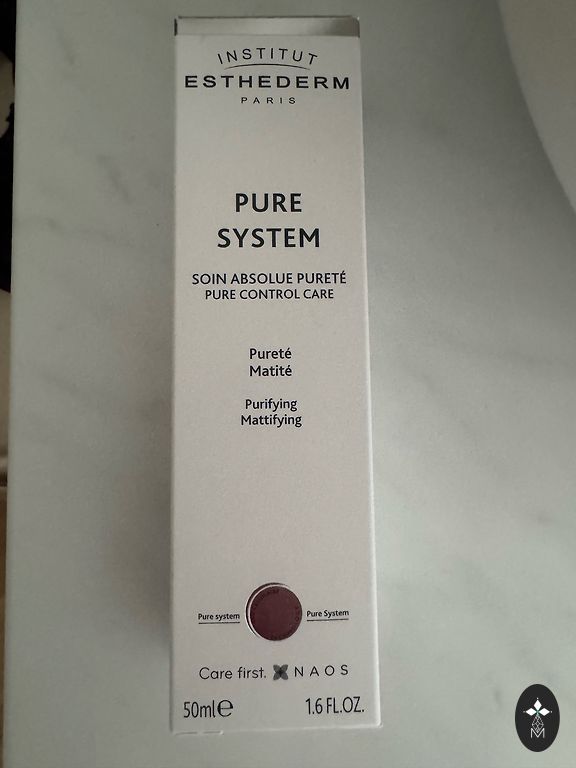 INSTITUT
ESTHEDERM
PARIS
PURE
SYSTEM
SOIN ABSOLUE PURETÉ
PURE CONTROL CARE
Pureté
Matité
Purifying
Mattifying
Pure system
Pure System
Care first. NAOS
50ml℮
1.6 FL.OZ.